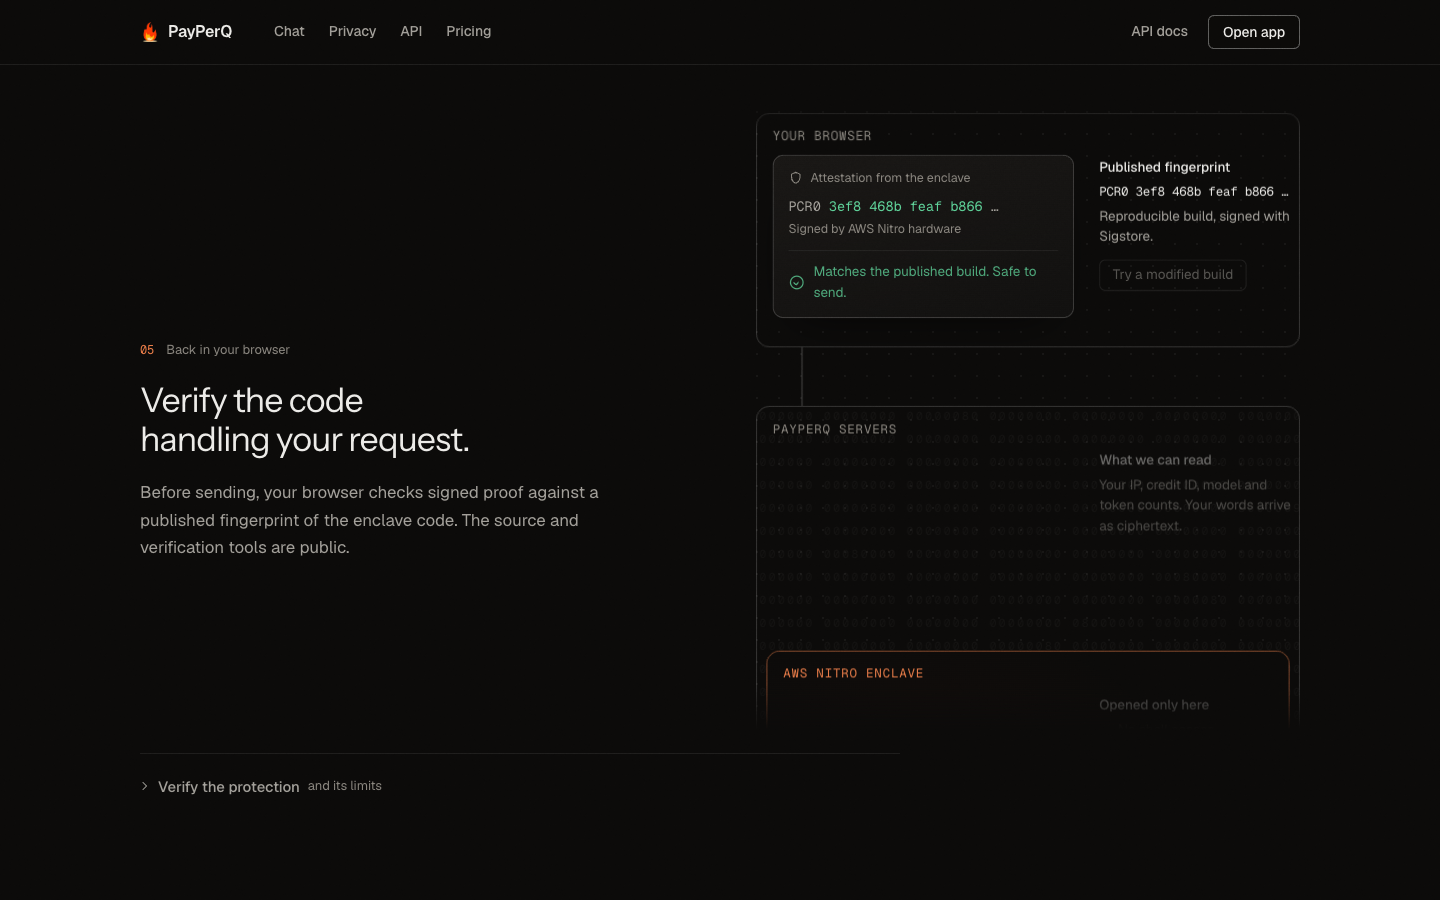 PayPerQ
Chat
Privacy
API
Pricing
API docs
Open app
05 Back in your browser
Verify the code
handling your request.
Before sending, your browser checks signed proof against a
published fingerprint of the enclave code. The source and
verification tools are public.
YOUR BROWSER
Attestation from the enclave
PCR0 3ef8 468b feaf b866 …
Signed by AWS Nitro hardware
Matches the published build. Safe to
send.
Published fingerprint
PCR0 3ef8 468b feaf b866 …
Reproducible build, signed with
Sigstore.
Try a modified build
PAYPERQ SERVERS
What we can read
Your IP, credit ID, model and
token counts. Your words arrive
as ciphertext.
AWS NITRO ENCLAVE
Opened only here
Verify the protection and its limits